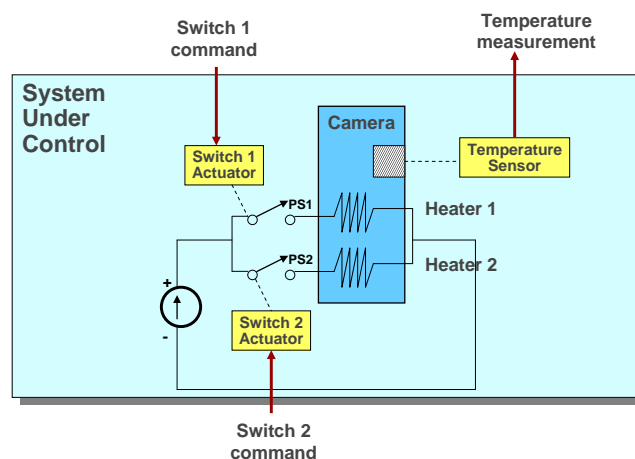 Switch 1
command
Temperature
measurement
System
Under
Control
Camera
Switch 1
Actuator
Temperature
Sensor
PS1
Heater 1
PS2
Heater 2
+
-
Switch 2
Actuator
Switch 2
command